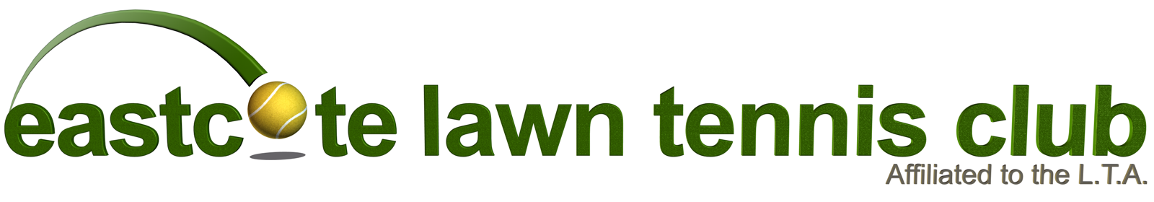 eastcote lawn tennis club
Affiliated to the L.T.A.